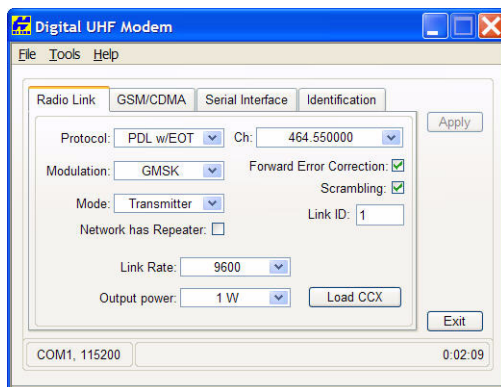 Digital UHF Modem
File Tools Help
Radio Link GSM/CDMA Serial Interface Identification
Apply
Protocol: PDL w/EOT Ch: 464.550000
Modulation: GMSK Forward Error Correction:
Scrambling:
Mode: Transmitter
Link ID: 1
Network has Repeater:
Link Rate: 9600
Output power: 1 W Load CCX
Exit
COM1, 115200 0:02:09